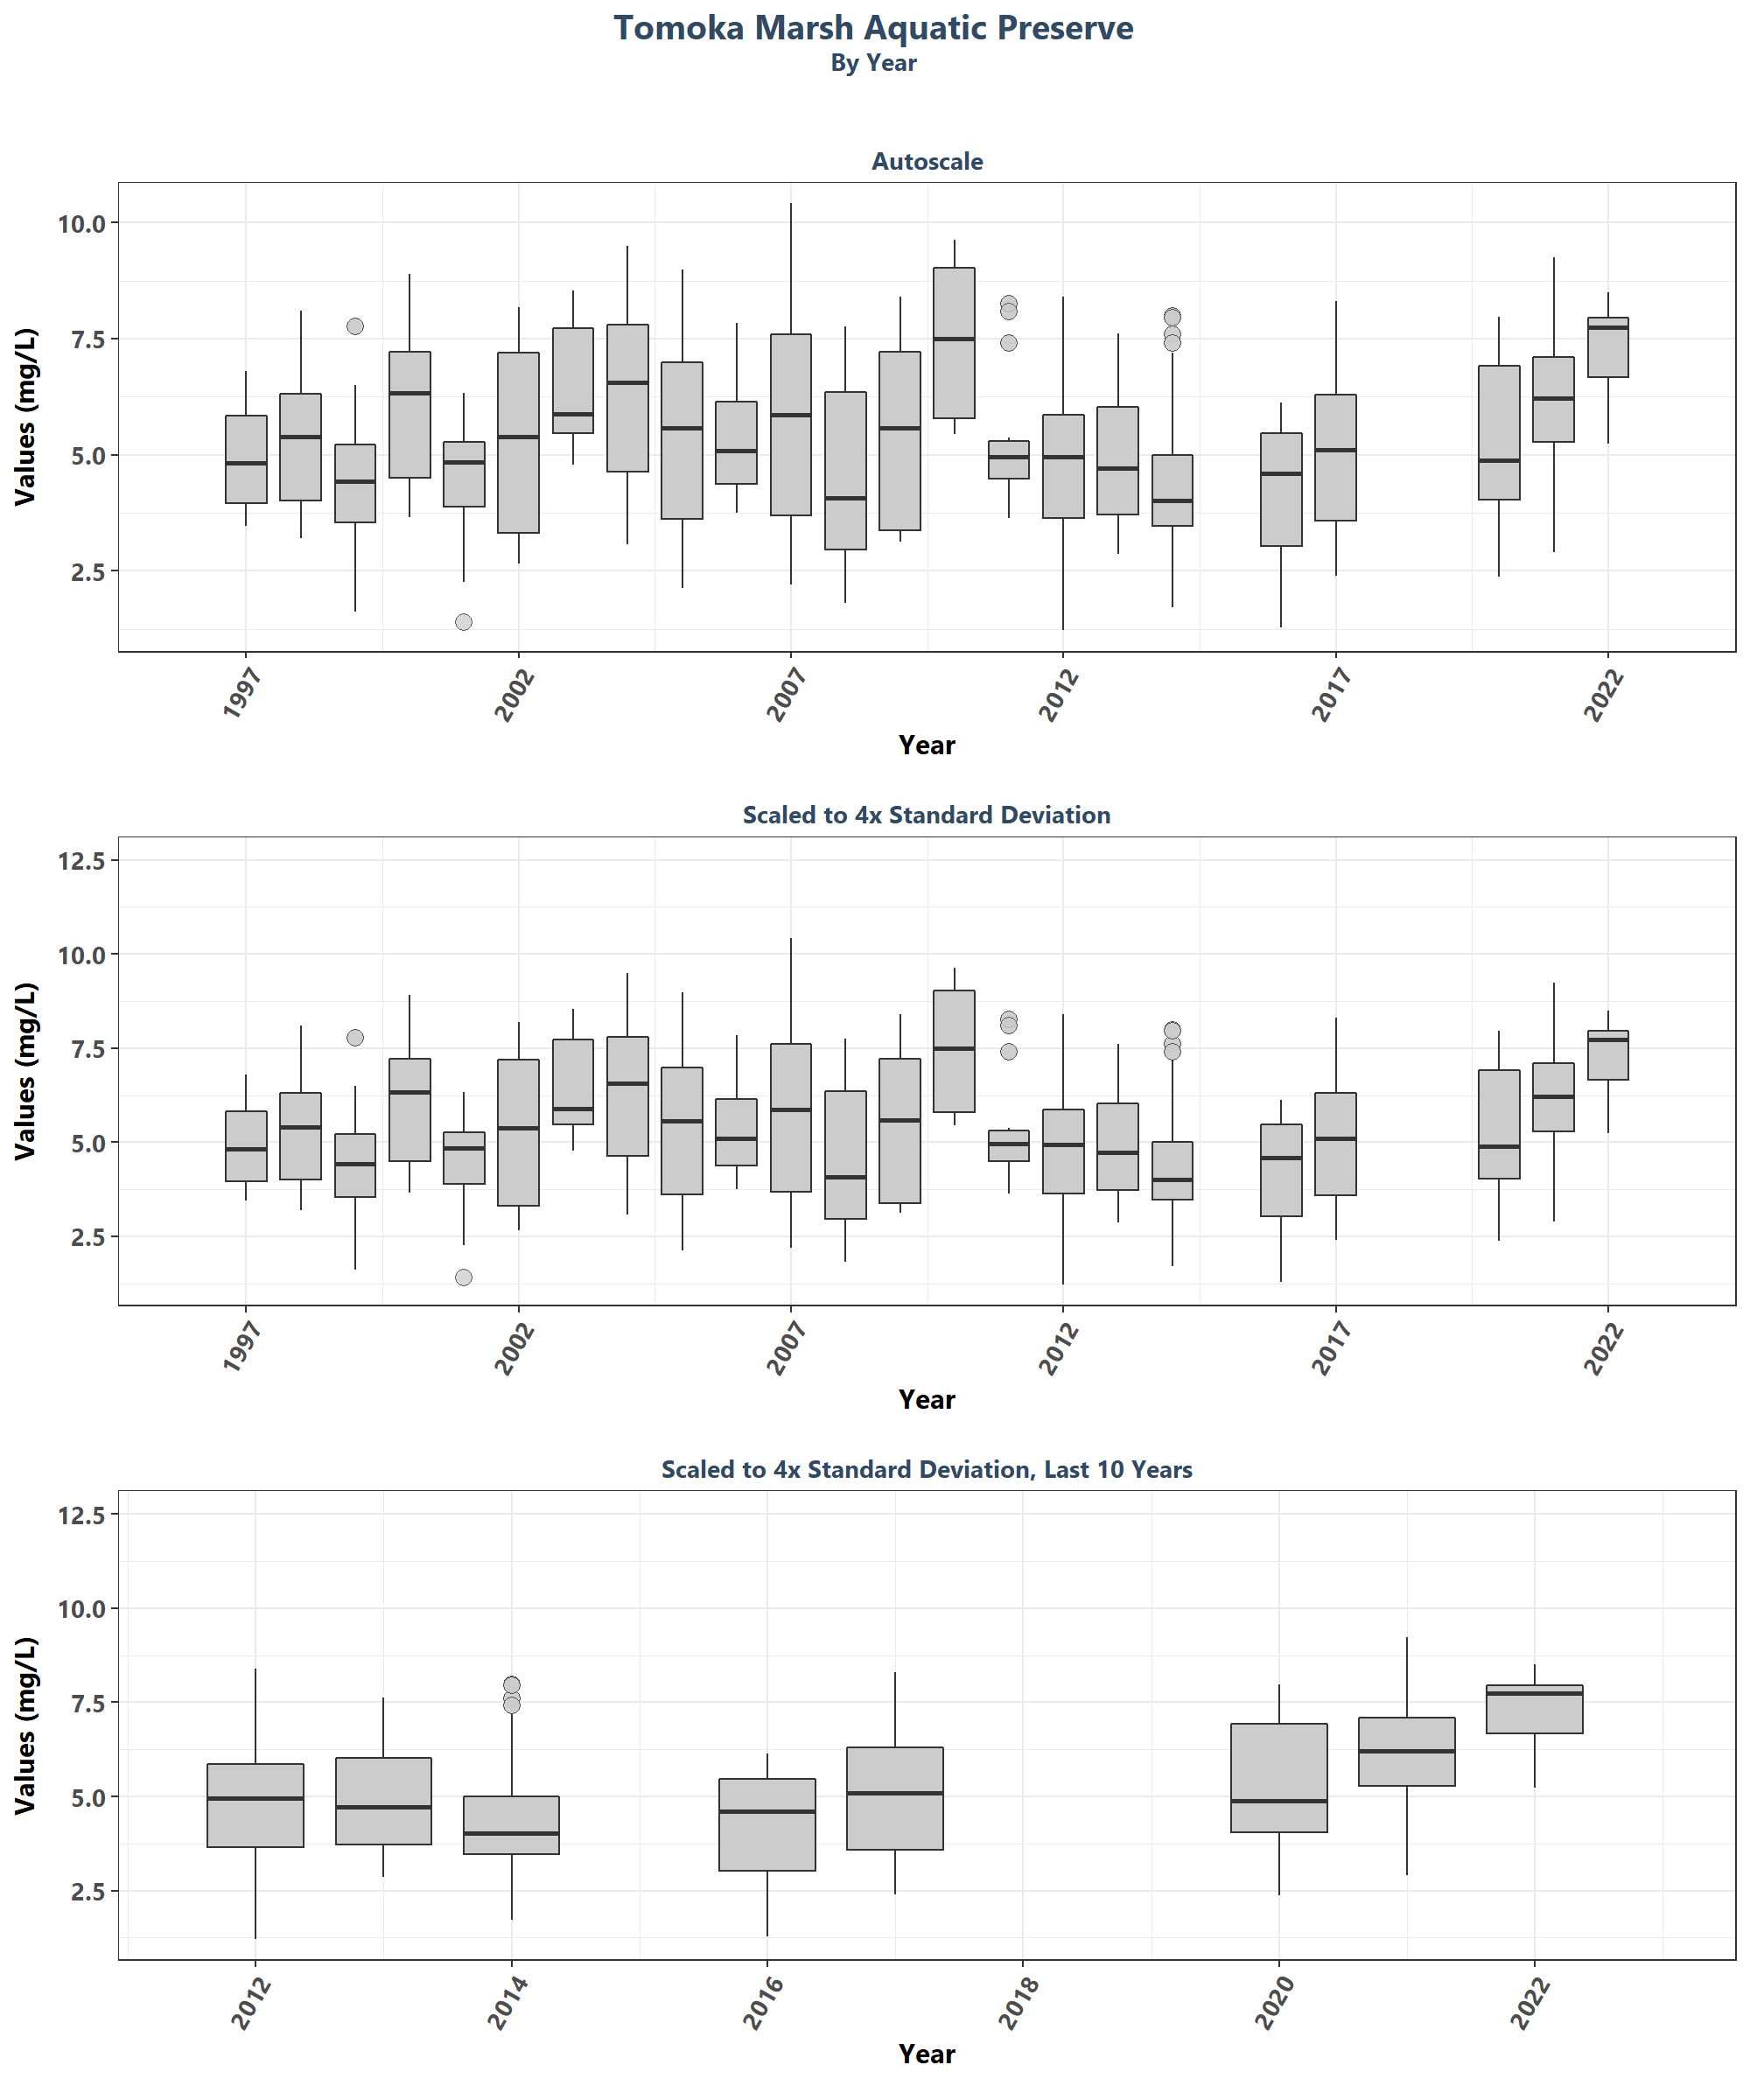 Tomoka Marsh Aquatic Preserve
By Year
Autoscale
Values (mg/L)
10.0
7.5
5.0
2.5
1997 2002 2007 2012 2017 2022
Year
Scaled to 4x Standard Deviation
Values (mg/L)
12.5
10.0
7.5
5.0
2.5
1997 2002 2007 2012 2017 2022
Year
Scaled to 4x Standard Deviation, Last 10 Years
Values (mg/L)
12.5
10.0
7.5
5.0
2.5
2012 2014 2016 2018 2020 2022
Year